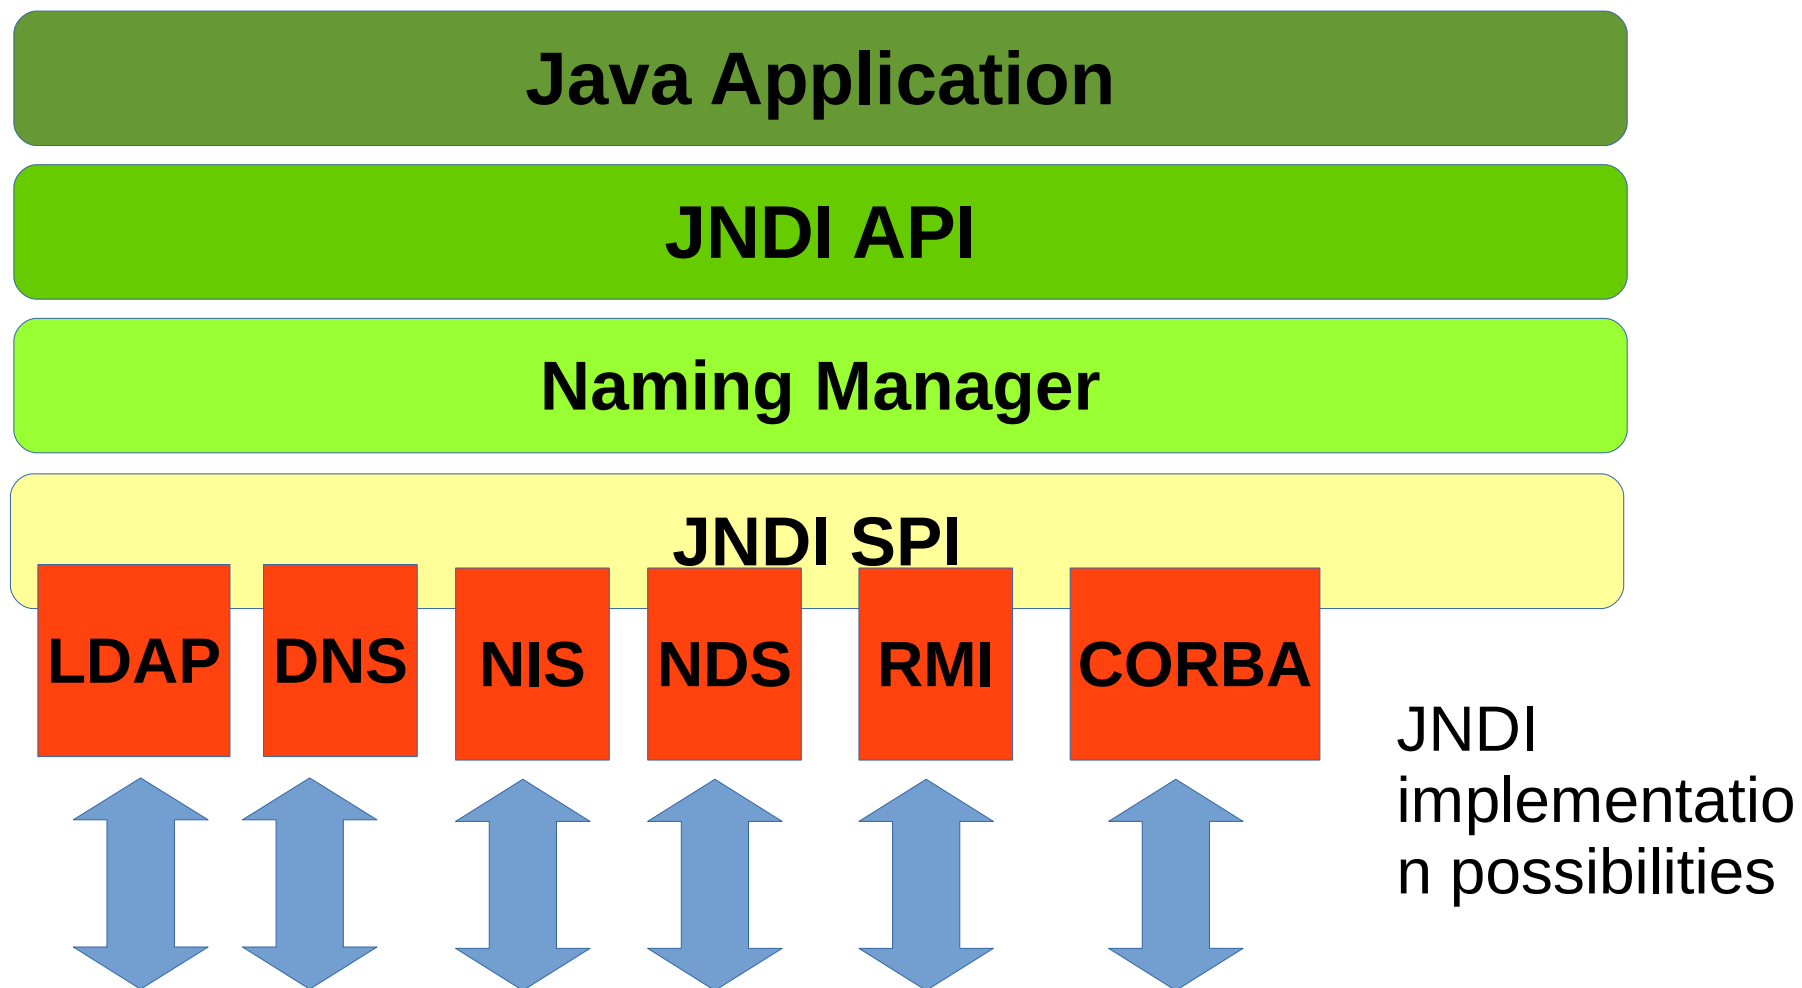 Java Application
JNDI API
Naming Manager
JNDI SPI
LDAP
DNS
NIS
NDS
RMI
CORBA
JNDI
implementatio
n possibilities